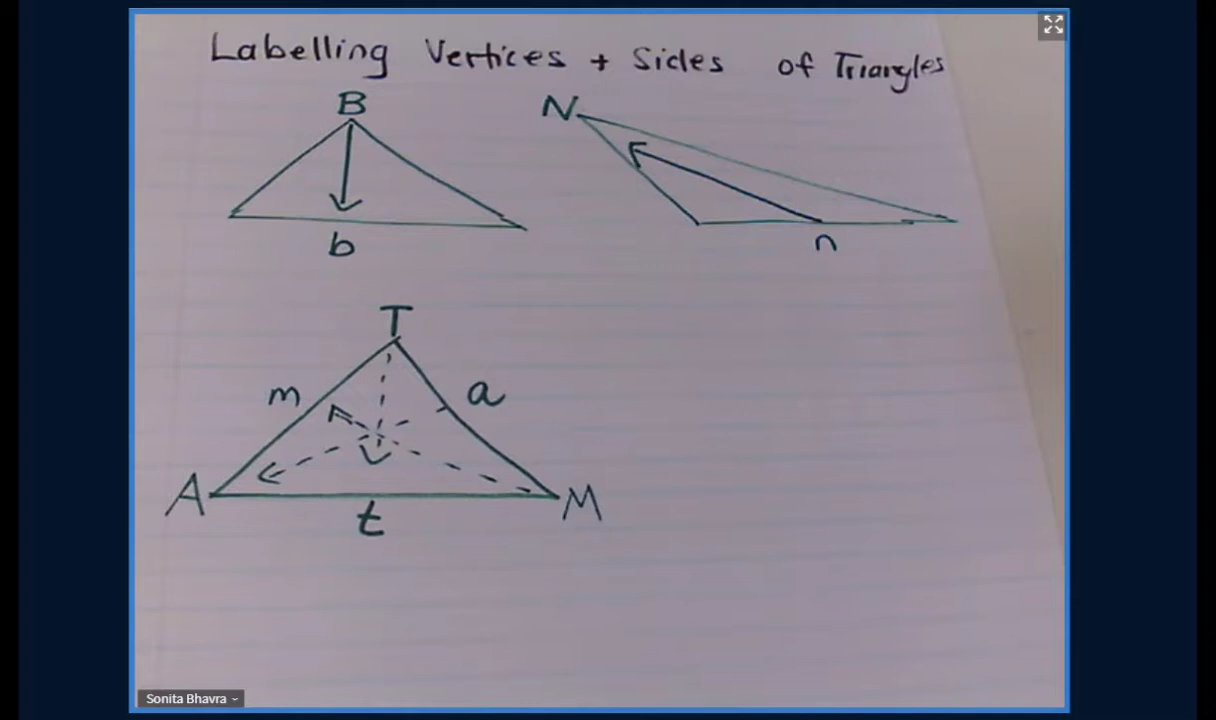 Labelling Vertices + Sides of Triangles
B
N
b
n
T
m
a
A
M
t
Sonita Bhavra